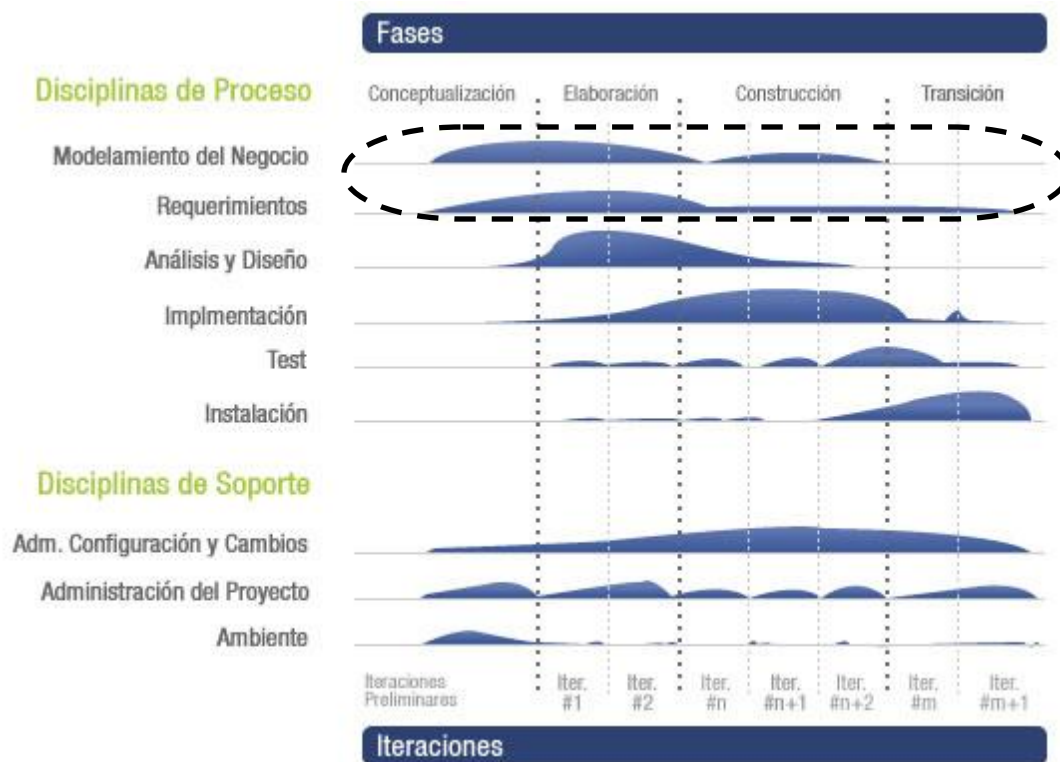 Fases
Disciplinas de Proceso
Conceptualización Elaboración Construcción Transición
Modelamiento del Negocio
Requerimientos
Análisis y Diseño
Implmentación
Test
Instalación
Disciplinas de Soporte
Adm. Configuración y Cambios
Administración del Proyecto
Ambiente
Iteraciones Iter. Iter. Iter. Iter. Iter. Iter. Iter.
Preliminares #1 #2 #n #n+1 #n+2 #m #m+1
Iteraciones